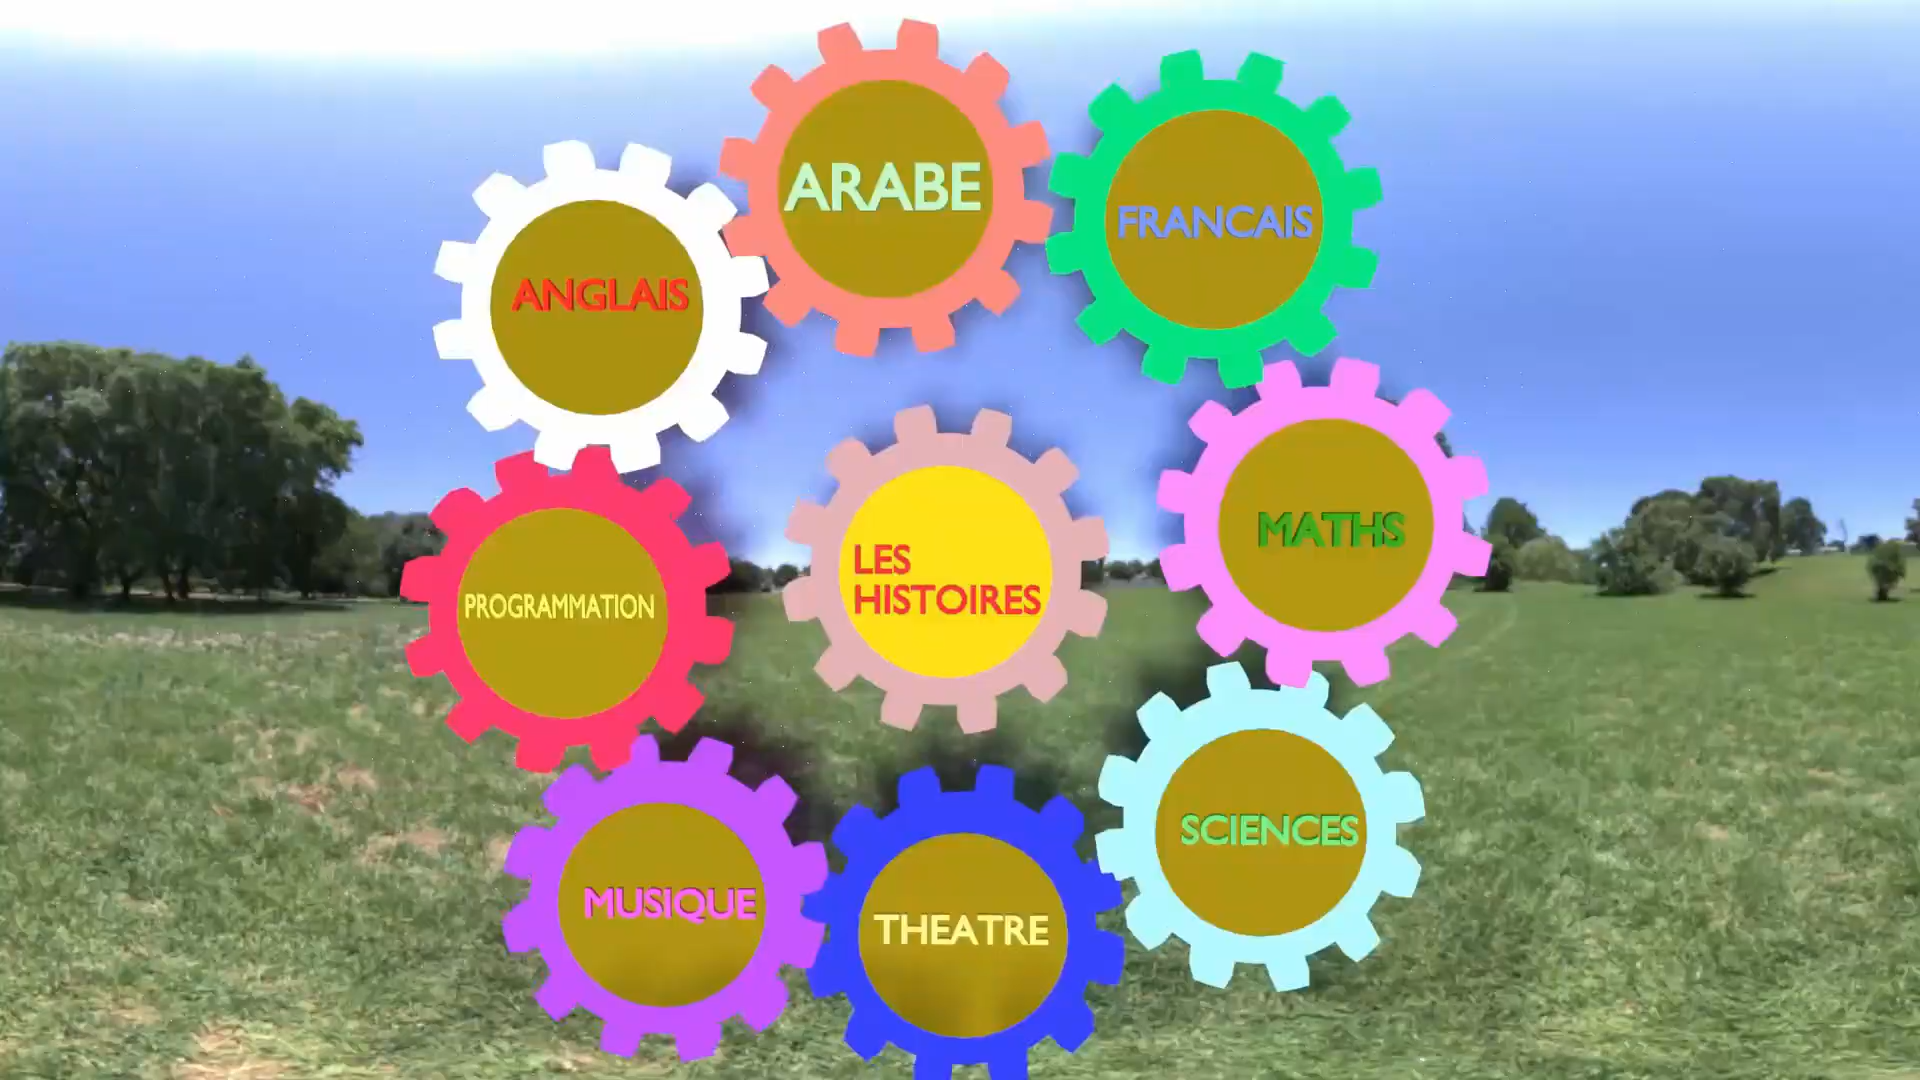 ARABE
FRANCAIS
ANGLAIS
MATHS
LES
HISTOIRES
PROGRAMMATION
SCIENCES
MUSIQUE
THEATRE